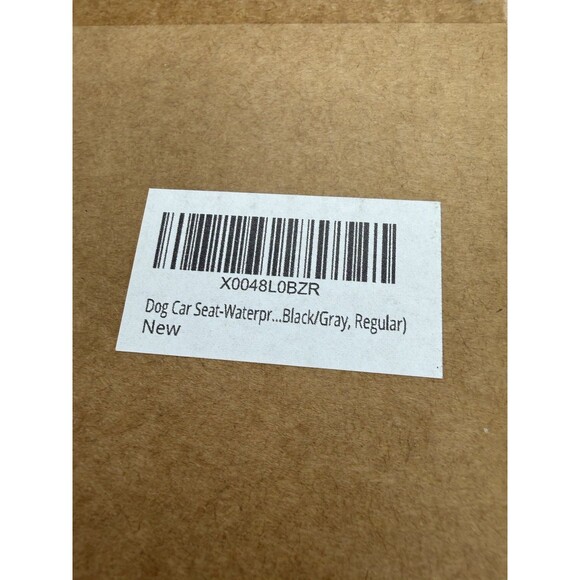 X0048L0BZR
Dog Car Seat-Waterpr...Black/Gray, Regular)
New